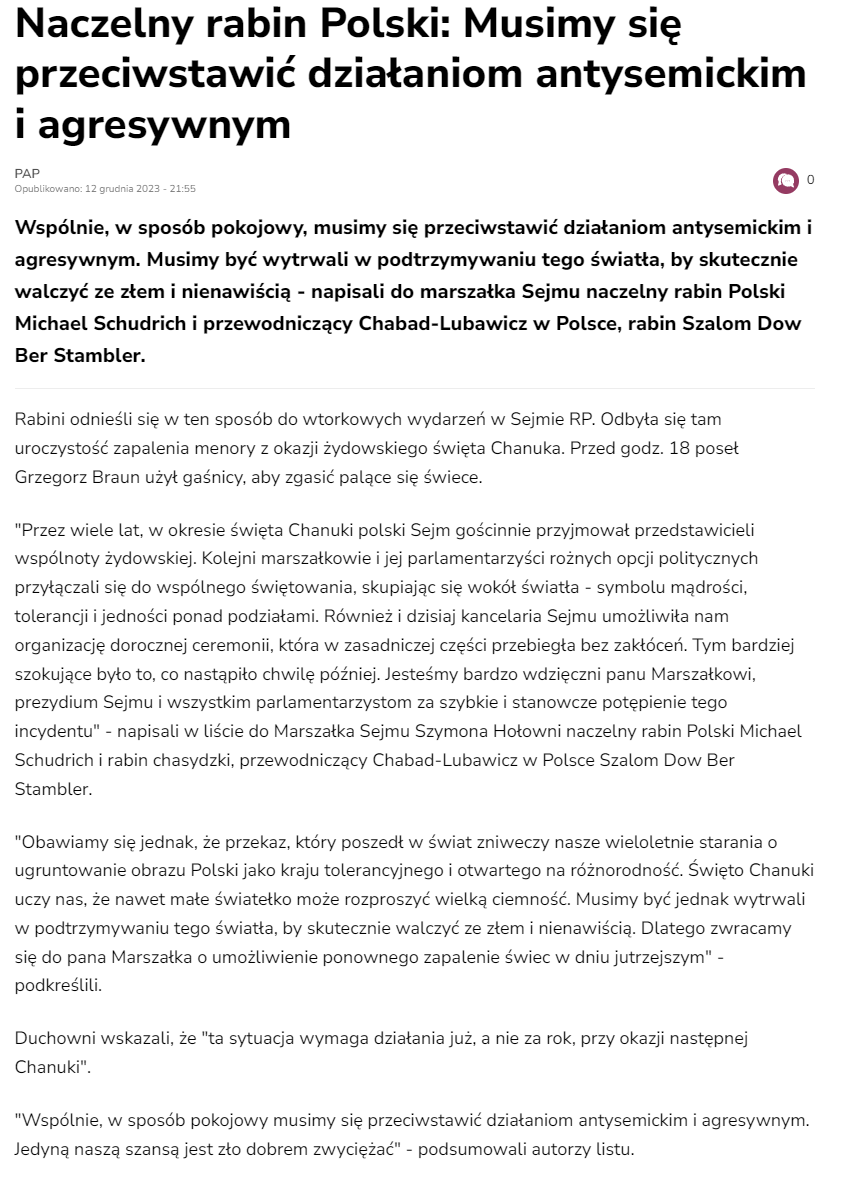 Naczelny rabin Polski: Musimy się
przeciwstawić działaniom antysemickim
i agresywnym
PAP
Opublikowano: 12 grudnia 2023 - 21:55
0
Wspólnie, w sposób pokojowy, musimy się przeciwstawić działaniom antysemickim i
agresywnym. Musimy być wytrwali w podtrzymywaniu tego światła, by skutecznie
walczyć ze złem i nienawiścią - napisali do marszałka Sejmu naczelny rabin Polski
Michael Schudrich i przewodniczący Chabad-Lubawicz w Polsce, rabin Szalom Dow
Ber Stambler.
Rabini odnieśli się w ten sposób do wtorkowych wydarzeń w Sejmie RP. Odbyła się tam
uroczystość zapalenia menory z okazji żydowskiego święta Chanuka. Przed godz. 18 poseł
Grzegorz Braun użył gaśnicy, aby zgasić palące się świece.
"Przez wiele lat, w okresie święta Chanuki polski Sejm gościnnie przyjmował przedstawicieli
wspólnoty żydowskiej. Kolejni marszałkowie i jej parlamentarzyści rożnych opcji politycznych
przyłączali się do wspólnego świętowania, skupiając się wokół światła - symbolu mądrości,
tolerancji i jedności ponad podziałami. Również i dzisiaj kancelaria Sejmu umożliwiła nam
organizację dorocznej ceremonii, która w zasadniczej części przebiegła bez zakłóceń. Tym bardziej
szokujące było to, co nastąpiło chwilę później. Jesteśmy bardzo wdzięczni panu Marszałkowi,
prezydium Sejmu i wszystkim parlamentarzystom za szybkie i stanowcze potępienie tego
incydentu" - napisali w liście do Marszałka Sejmu Szymona Hołowni naczelny rabin Polski Michael
Schudrich i rabin chasydzki, przewodniczący Chabad-Lubawicz w Polsce Szalom Dow Ber
Stambler.
"Obawiamy się jednak, że przekaz, który poszedł w świat zniweczy nasze wieloletnie starania o
ugruntowanie obrazu Polski jako kraju tolerancyjnego i otwartego na różnorodność. Święto Chanuki
uczy nas, że nawet małe światełko może rozproszyć wielką ciemność. Musimy być jednak wytrwali
w podtrzymywaniu tego światła, by skutecznie walczyć ze złem i nienawiścią. Dlatego zwracamy
się do pana Marszałka o umożliwienie ponownego zapalenie świec w dniu jutrzejszym" -
podkreślili.
Duchowni wskazali, że "ta sytuacja wymaga działania już, a nie za rok, przy okazji następnej
Chanuki".
"Wspólnie, w sposób pokojowy musimy się przeciwstawić działaniom antysemickim i agresywnym.
Jedyną naszą szansą jest zło dobrem zwyciężać" - podsumowali autorzy listu.